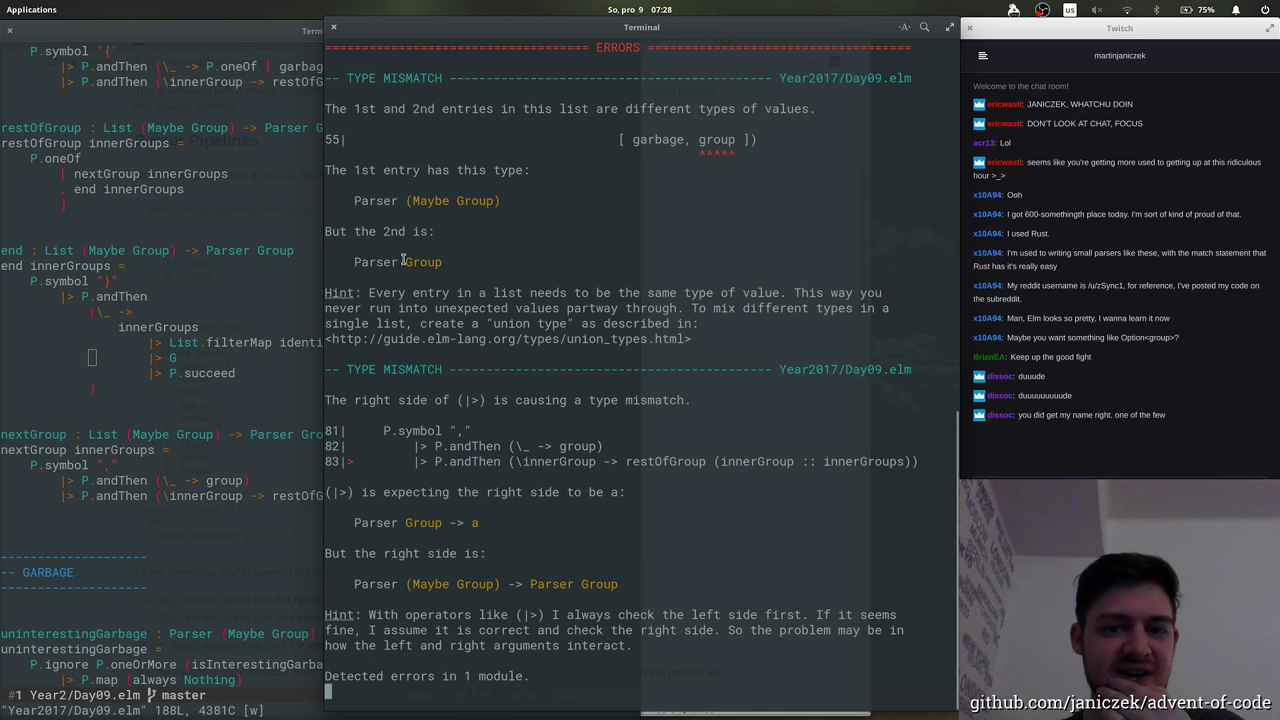 Applications
So, pro 9 07:28
us
75%
Term
P.symbol "{"
|> P.andThen (\_ -> P.oneOf [ garbag
|> P.andThen (\innerGroup -> restOfG
restOfGroup : List (Maybe Group) -> Parser G
restOfGroup innerGroups =
P.oneOf
[ nextGroup innerGroups
, end innerGroups
]
end : List (Maybe Group) -> Parser Group
end innerGroups =
P.symbol "}"
|> P.andThen
(\_ ->
innerGroups
|> List.filterMap identi
|> G
|> P.succeed
)
nextGroup : List (Maybe Group) -> Parser Gro
nextGroup innerGroups =
P.symbol ","
|> P.andThen (\_ -> group)
|> P.andThen (\innerGroup -> restOfG
-------------------
-- GARBAGE
-------------------
uninterestingGarbage : Parser (Maybe Group)
uninterestingGarbage =
P.ignore P.oneOrMore (isInterestingGarba
|> P.map (always Nothing)
#1 Year2/Day09.elm master
"Year2017/Day09.elm" 188L, 4381C [w]
Terminal
================================== ERRORS ==================================
-- TYPE MISMATCH ------------------------------------------ Year2017/Day09.elm
The 1st and 2nd entries in this list are different types of values.
55| [ garbage, group ])
^^^^^
The 1st entry has this type:
Parser (Maybe Group)
But the 2nd is:
Parser Group
Hint: Every entry in a list needs to be the same type of value. This way you
never run into unexpected values partway through. To mix different types in a
single list, create a "union type" as described in:
<http://guide.elm-lang.org/types/union_types.html>
-- TYPE MISMATCH ------------------------------------------ Year2017/Day09.elm
The right side of (|>) is causing a type mismatch.
81| P.symbol ","
82| |> P.andThen (\_ -> group)
83|> |> P.andThen (\innerGroup -> restOfGroup (innerGroup :: innerGroups))
(|>) is expecting the right side to be a:
Parser Group -> a
But the right side is:
Parser (Maybe Group) -> Parser Group
Hint: With operators like (|>) I always check the left side first. If it seems
fine, I assume it is correct and check the right side. So the problem may be in
how the left and right arguments interact.
Detected errors in 1 module.
Twitch
martinjaniczek
Welcome to the chat room!
ericwastl: JANICZEK, WHATCHU DOIN
ericwastl: DON'T LOOK AT CHAT, FOCUS
acr13: Lol
ericwastl: seems like you're getting more used to getting up at this ridiculous
hour >_>
x10A94: Ooh
x10A94: I got 600-somethingth place today. I'm sort of kind of proud of that.
x10A94: I used Rust.
x10A94: I'm used to writing small parsers like these, with the match statement that
Rust has it's really easy
x10A94: My reddit username is /u/zSync1, for reference, I've posted my code on
the subreddit.
x10A94: Man, Elm looks so pretty, I wanna learn it now
x10A94: Maybe you want something like Option<group>?
BrianEA: Keep up the good fight
dissoc: duuude
dissoc: duuuuuuuuude
dissoc: you did get my name right. one of the few
github.com/janiczek/advent-of-code